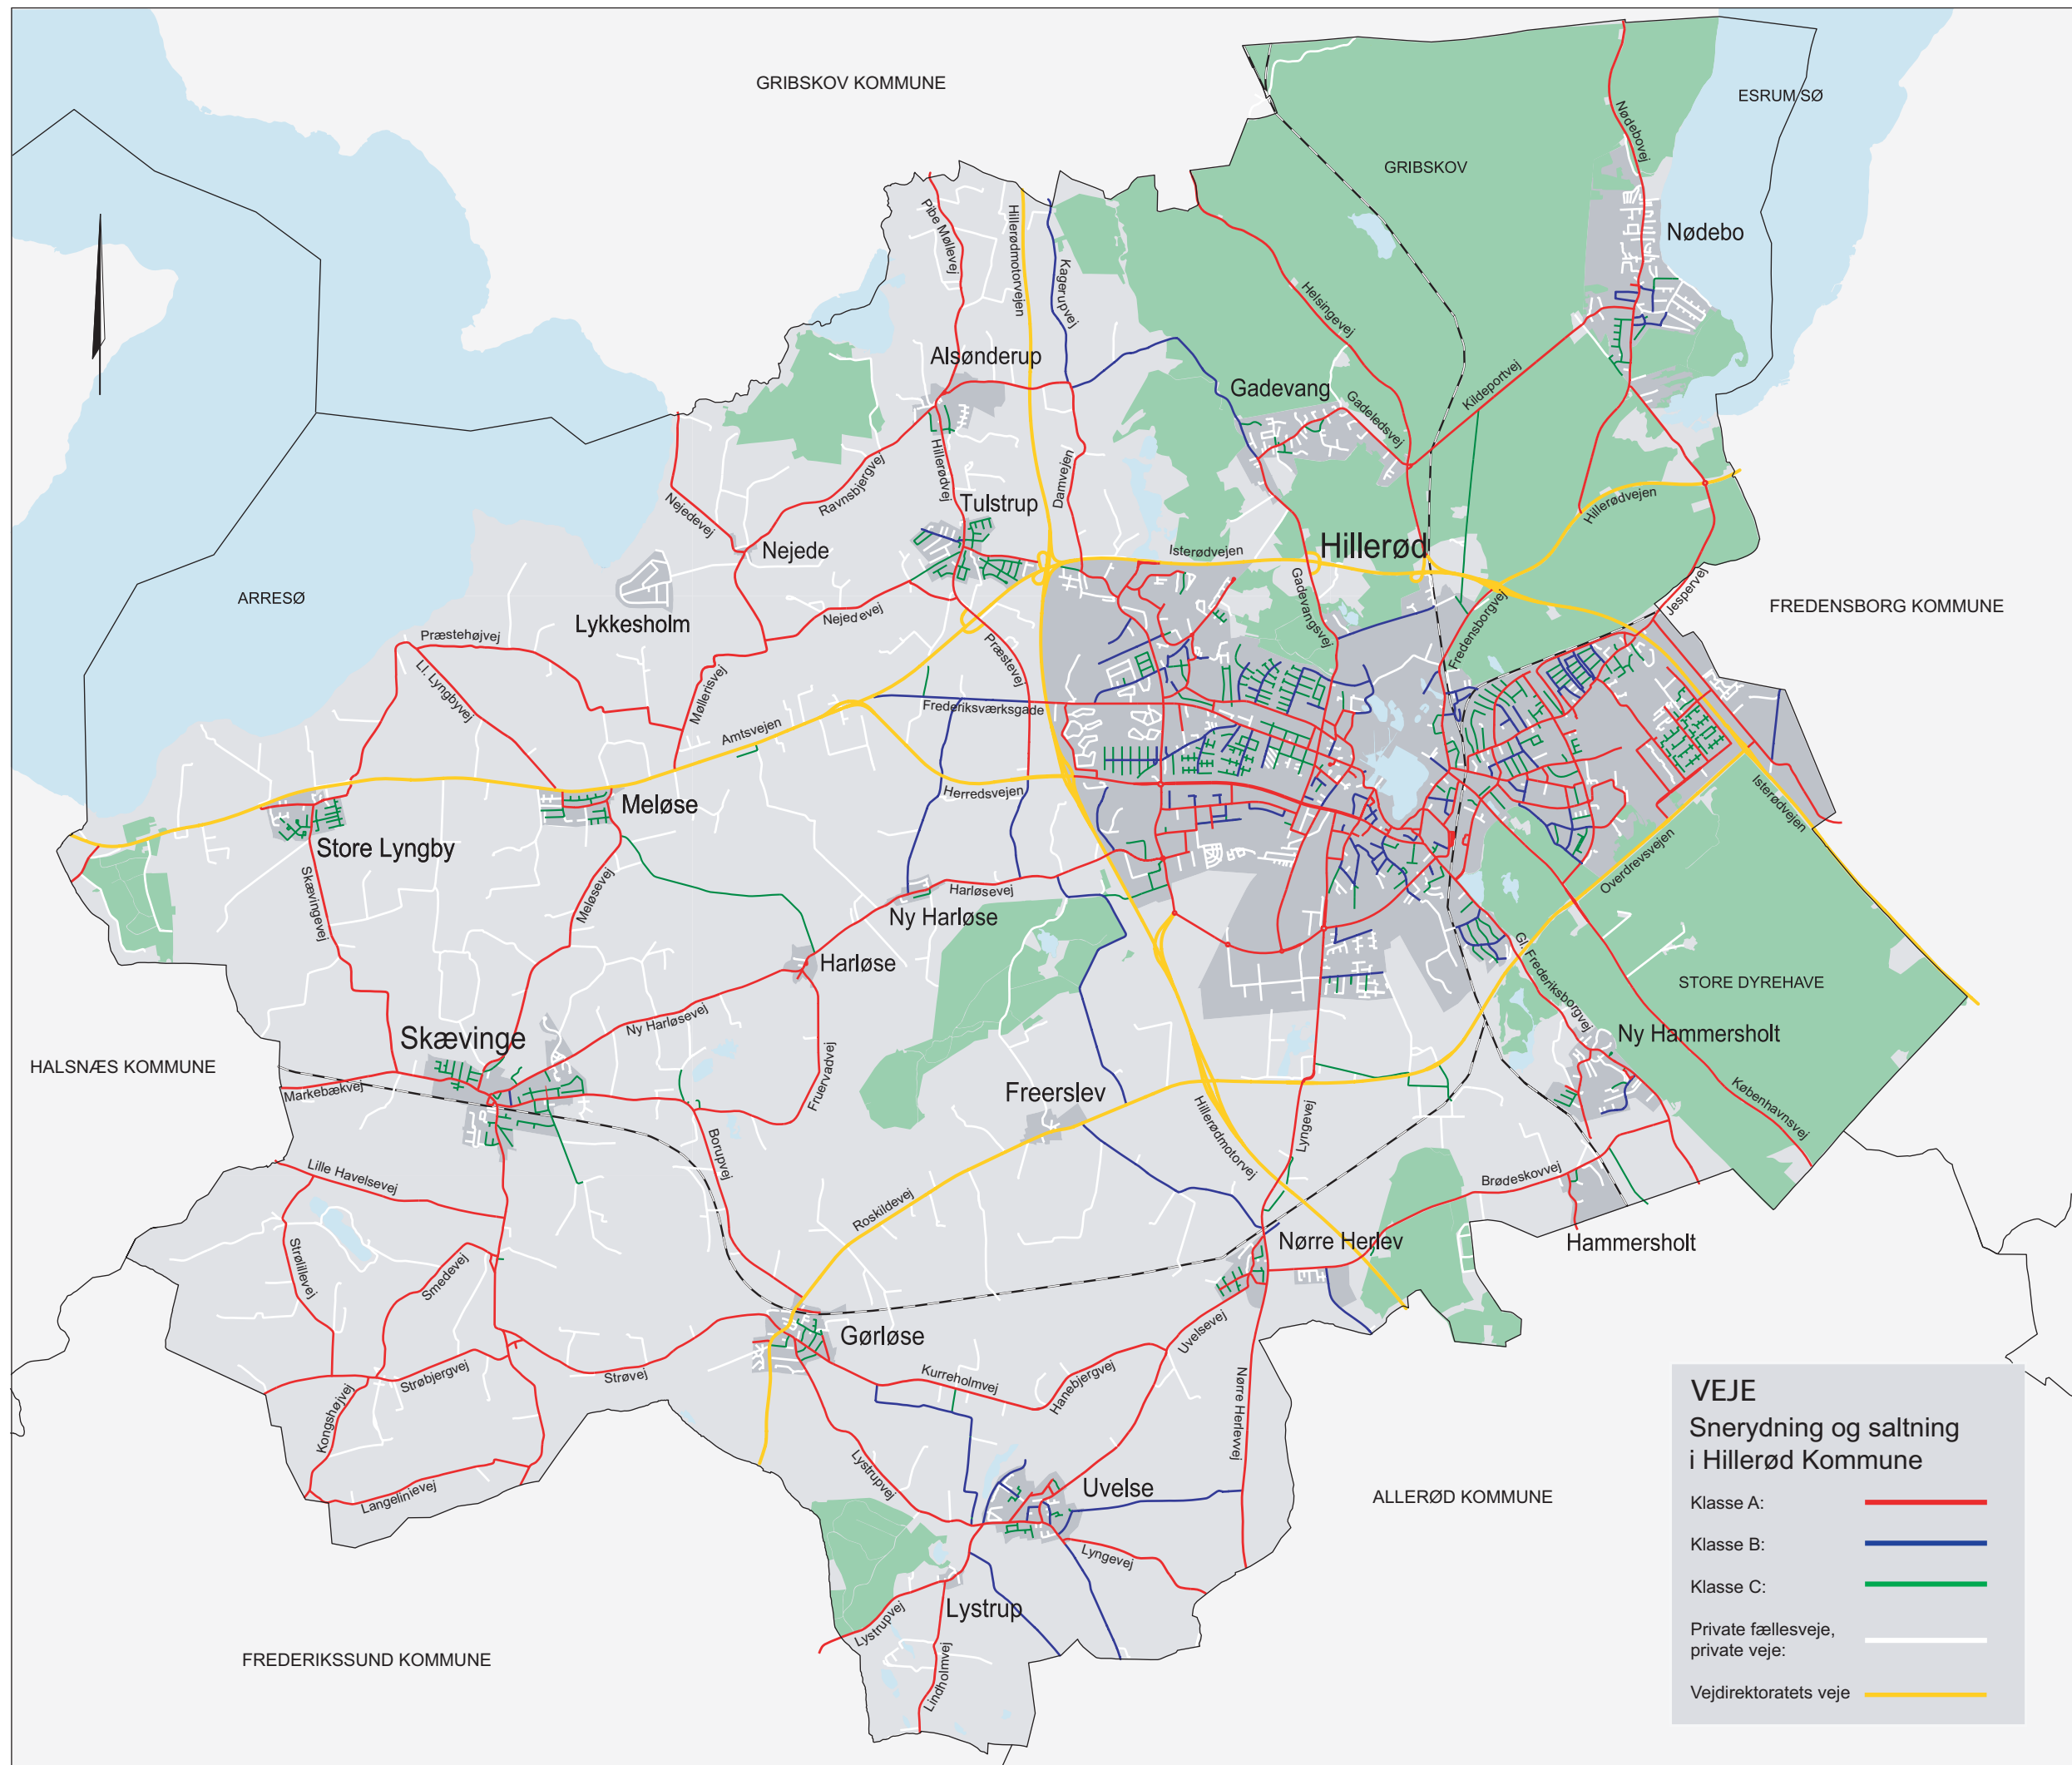 GRIBSKOV KOMMUNE
ESRUM SØ
GRIBSKOV
Nødebovej
Nødebo
Pibe Møllevej
Hillerødmotorvejen
Kagerupvej
Helsingevej
Alsønderup
Gadevang
Gadeledsvej
Kildeportvej
Hillerødvej
Ravnsbjergvej
Damvejen
Nejedevej
Tulstrup
Hillerødvejen
Nejede
Isterødvejen
Hillerød
ARRESØ
Gadevangsvej
Fredensborgvej
Jespervej
FREDENSBORG KOMMUNE
Lykkesholm
Nejedevej
Præstehøjvej
Ll. Lyngbyvej
Præstevej
Møllerisvej
Frederiksværksgade
Amtsvejen
Herredsvejen
Meløse
Isterødvejen
Store Lyngby
Skævingevej
Meløsevej
Harløsevej
Overdrevsvejen
Ny Harløse
Harløse
Gl. Frederiksborgvej
STORE DYREHAVE
Ny Harløsevej
Skævinge
Ny Hammersholt
HALSNÆS KOMMUNE
Markebækvej
Fruervadvej
Freerslev
Københavnsvej
Hillerødmotorvej
Lyngevej
Borupvej
Lille Havelsevej
Brødeskovvej
Roskildevej
Strølillevej
Smedevej
Nørre Herlev
Hammersholt
Gørløse
Uvelsevej
Strøbjergvej
Strøvej
Kurreholmvej
Hanebjergvej
Nørre Herlevvej
Kongshøjvej
Lystrupvej
Langelinievej
Uvelse
ALLERØD KOMMUNE
Lyngevej
Lystrup
Lystrupvej
Lindholmvej
FREDERIKSSUND KOMMUNE
VEJE
Snerydning og saltning
i Hillerød Kommune
Klasse A:
Klasse B:
Klasse C:
Private fællesveje,
private veje:
Vejdirektoratets veje